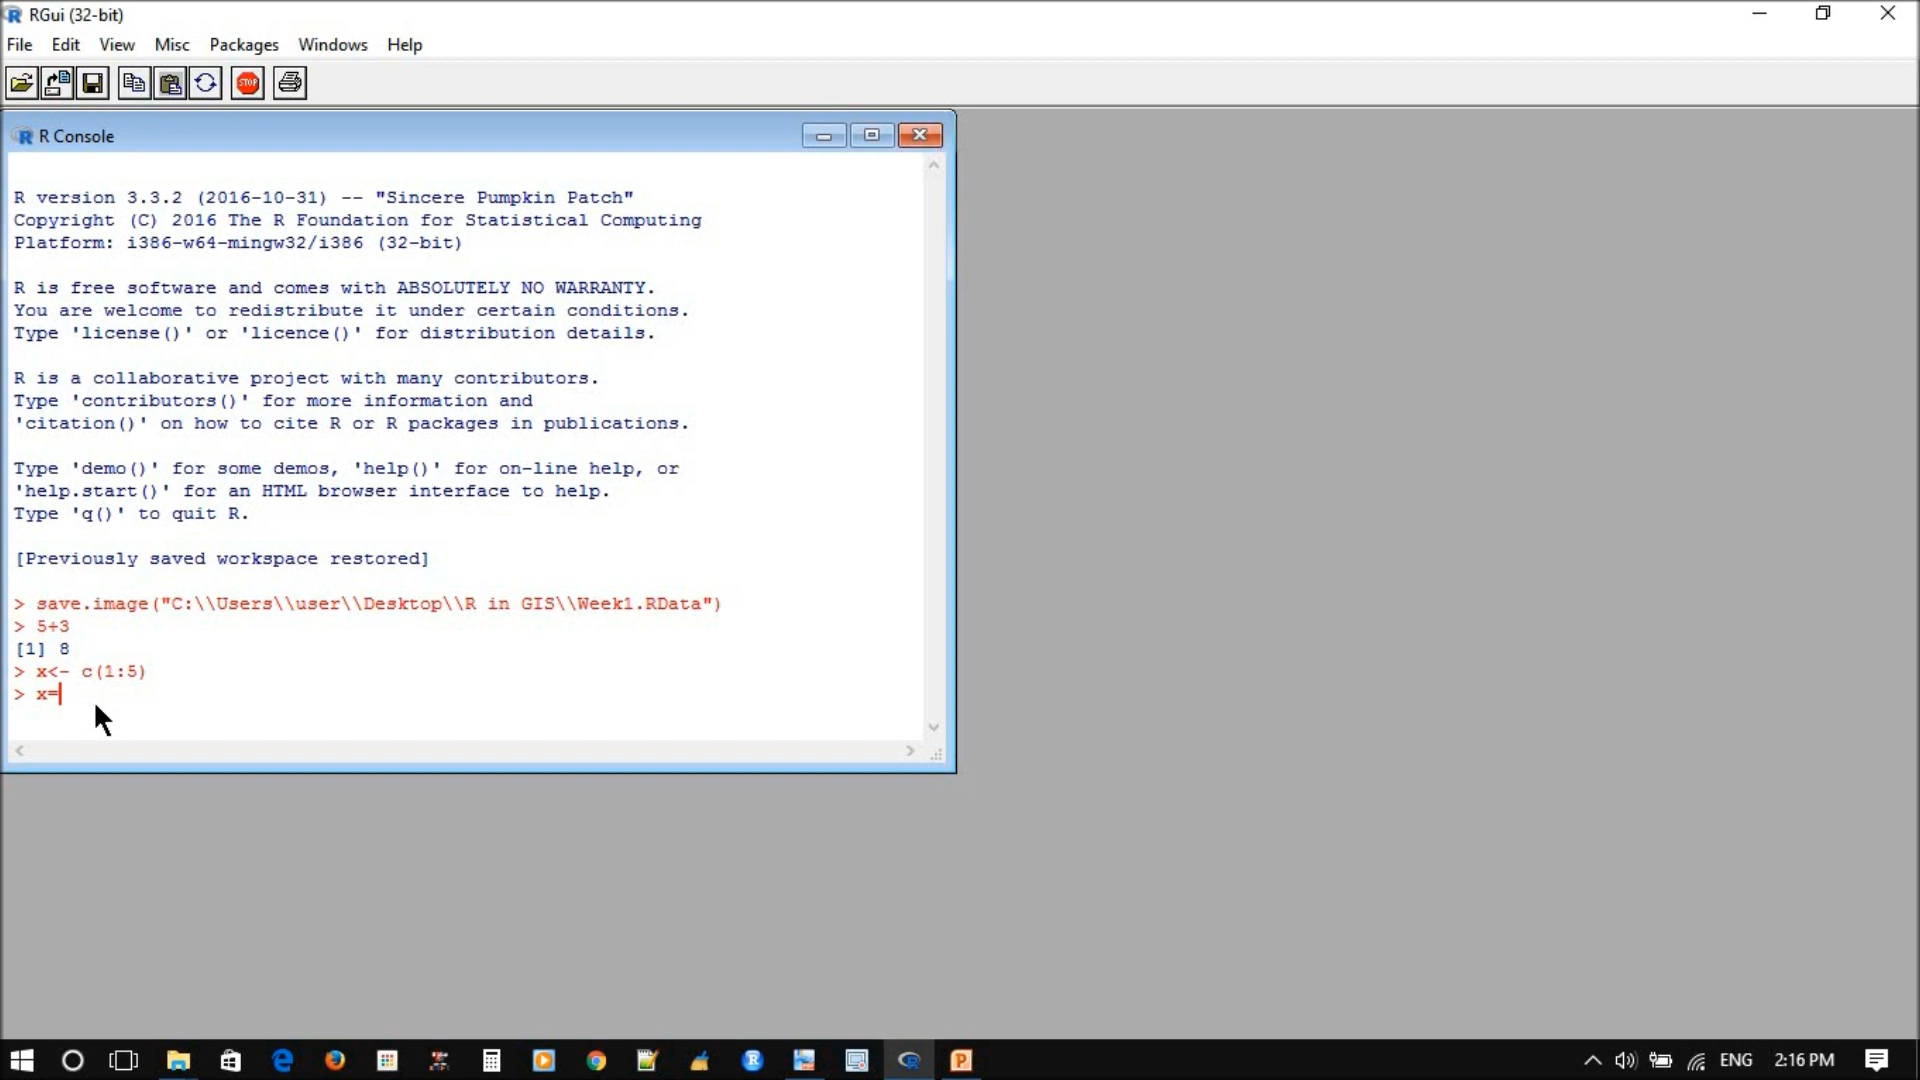 RGui (32-bit)
File Edit View Misc Packages Windows Help
STOP
R Console
R version 3.3.2 (2016-10-31) -- "Sincere Pumpkin Patch"
Copyright (C) 2016 The R Foundation for Statistical Computing
Platform: i386-w64-mingw32/i386 (32-bit)
R is free software and comes with ABSOLUTELY NO WARRANTY.
You are welcome to redistribute it under certain conditions.
Type 'license()' or 'licence()' for distribution details.
R is a collaborative project with many contributors.
Type 'contributors()' for more information and
'citation()' on how to cite R or R packages in publications.
Type 'demo()' for some demos, 'help()' for on-line help, or
'help.start()' for an HTML browser interface to help.
Type 'q()' to quit R.
[Previously saved workspace restored]
> save.image("C:\\Users\\user\\Desktop\\R in GIS\\Week1.RData")
> 5+3
[1] 8
> x<- c(1:5)
> x=
ENG 2:16 PM